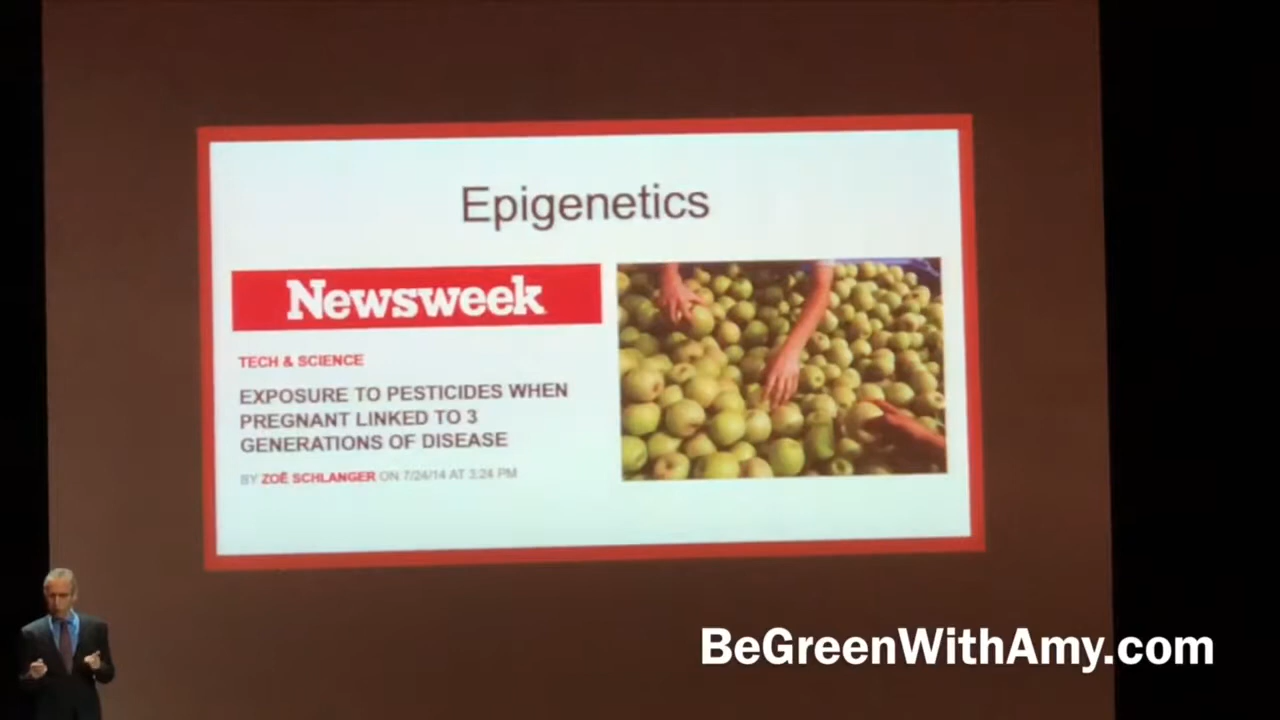 Epigenetics
Newsweek
TECH & SCIENCE
EXPOSURE TO PESTICIDES WHEN
PREGNANT LINKED TO 3
GENERATIONS OF DISEASE
BY ZOË SCHLANGER ON 7/24/14 AT 3:24 PM
BeGreenWithAmy.com